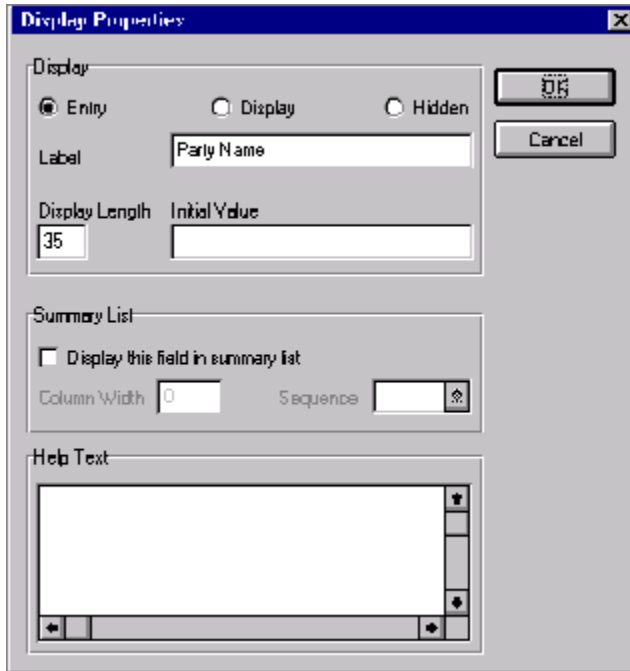 Display Properties
Display
Entry
Display
Hidden
OK
Cancel
Label
Party Name
Display Length
Initial Value
35
Summary List
Display this field in summary list
Column Width
0
Sequence
Help Text